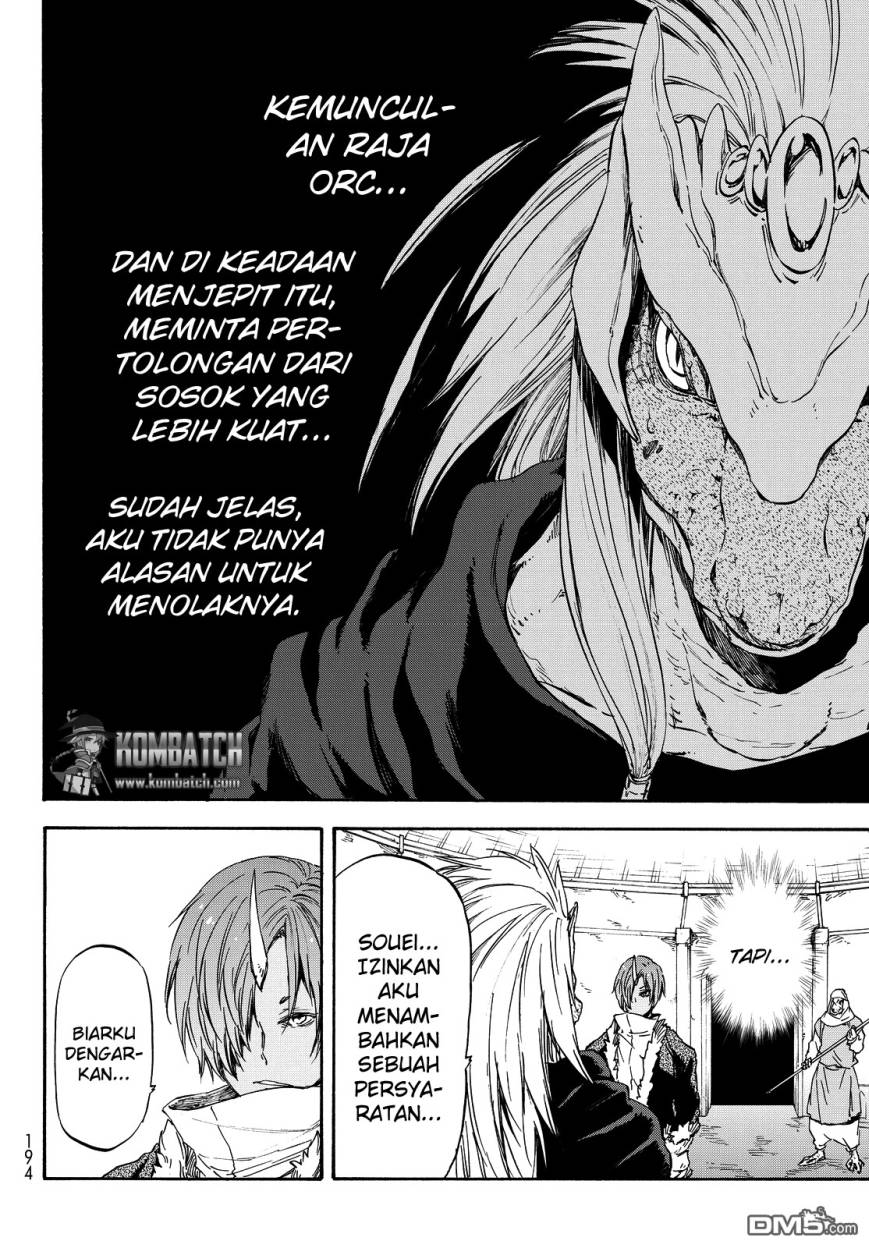 KEMUNCUL-
AN RAJA
ORC...
DAN DI KEADAAN
MENJEPIT ITU,
MEMINTA PER-
TOLONGAN DARI
SOSOK YANG
LEBIH KUAT...
SUDAH JELAS,
AKU TIDAK PUNYA
ALASAN UNTUK
MENOLAKNYA.
KOMBATCH
www.kombatch.com
TAPI...
SOUEI...
IZINKAN
AKU
MENAM-
BAHKAN
SEBUAH
PERSYA-
RATAN...
BIARKU
DENGAR-
KAN...
194
DM5.com